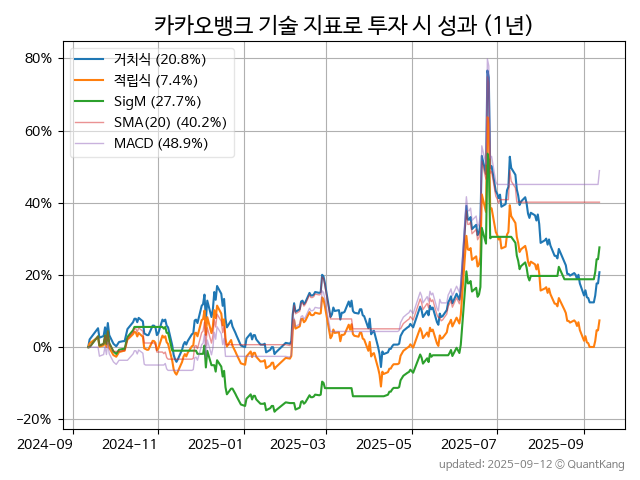 카카오뱅크 기술 지표로 투자 시 성과 (1년)
거치식 (20.8%)
적립식 (7.4%)
SigM (27.7%)
SMA(20) (40.2%)
MACD (48.9%)
80%
60%
40%
20%
0%
−20%
2024-09 2024-11 2025-01 2025-03 2025-05 2025-07 2025-09
updated: 2025-09-12 © QuantKang